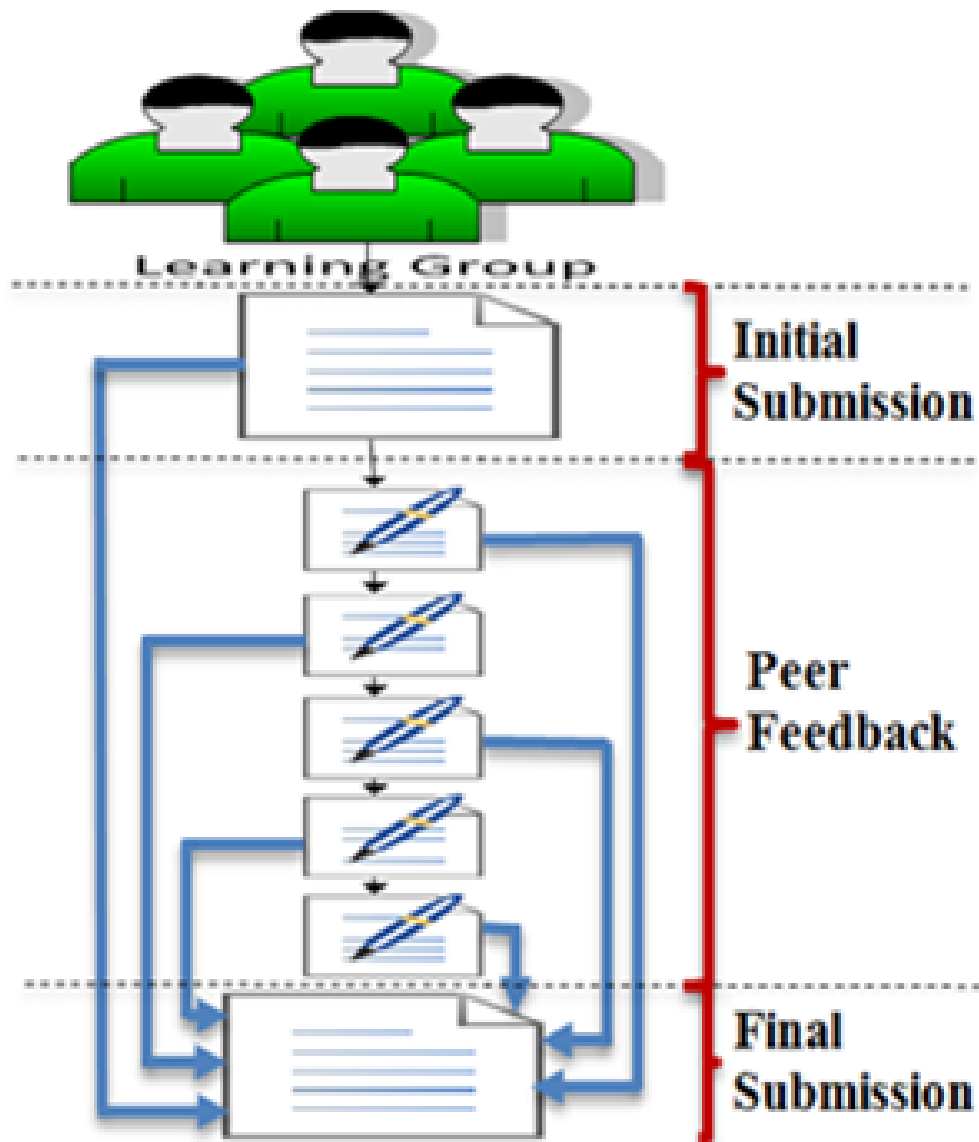 Learning Group
Initial
Submission
Peer
Feedback
Final
Submission